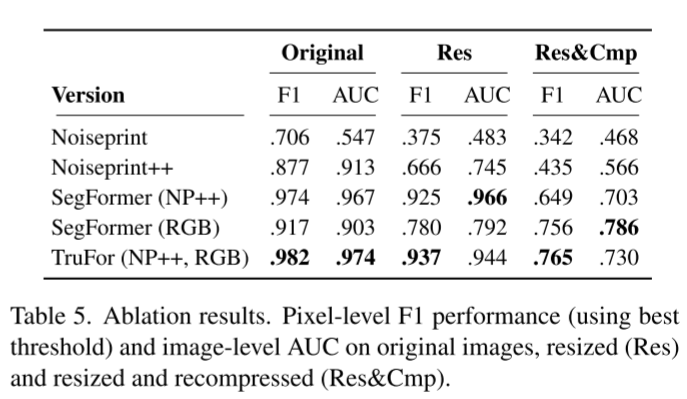 Original Res Res&Cmp
Version F1 AUC F1 AUC F1 AUC
Noiseprint .706 .547 .375 .483 .342 .468
Noiseprint++ .877 .913 .666 .745 .435 .566
SegFormer (NP++) .974 .967 .925 .966 .649 .703
SegFormer (RGB) .917 .903 .780 .792 .756 .786
TruFor (NP++, RGB) .982 .974 .937 .944 .765 .730
Table 5. Ablation results. Pixel-level F1 performance (using best
threshold) and image-level AUC on original images, resized (Res)
and resized and recompressed (Res&Cmp).